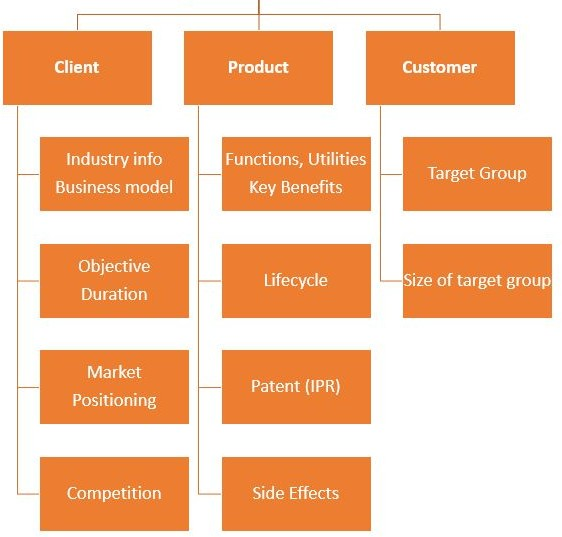 Client
Product
Customer
Industry info
Business model
Functions, Utilities
Key Benefits
Target Group
Objective
Duration
Lifecycle
Size of target group
Market
Positioning
Patent (IPR)
Competition
Side Effects